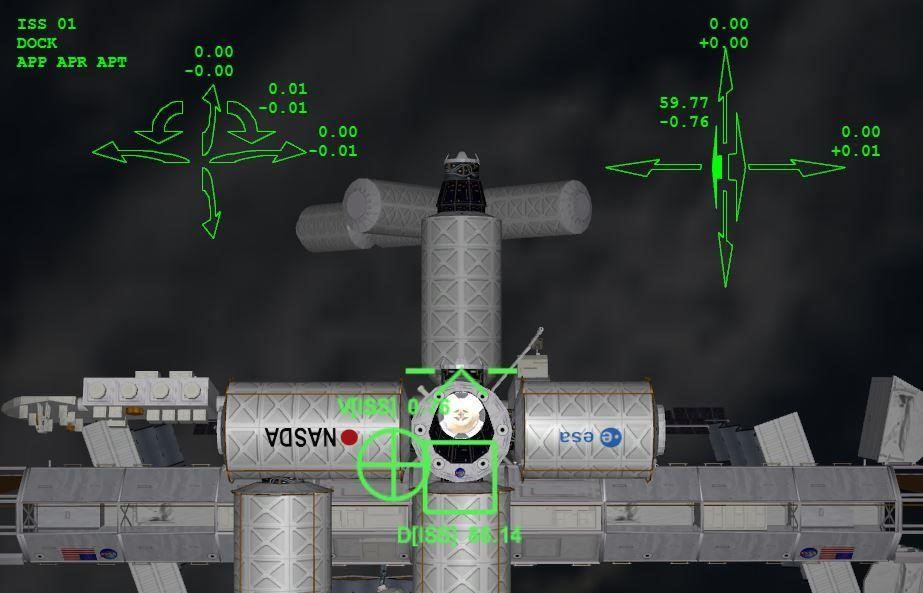 ISS 01
DOCK
APP APR APT
0.00
-0.00
0.01
-0.01
0.00
-0.01
0.00
+0.00
59.77
-0.76
0.00
+0.01
V[ISS] 0.76
NASDA
esa
D[ISS] 86.14